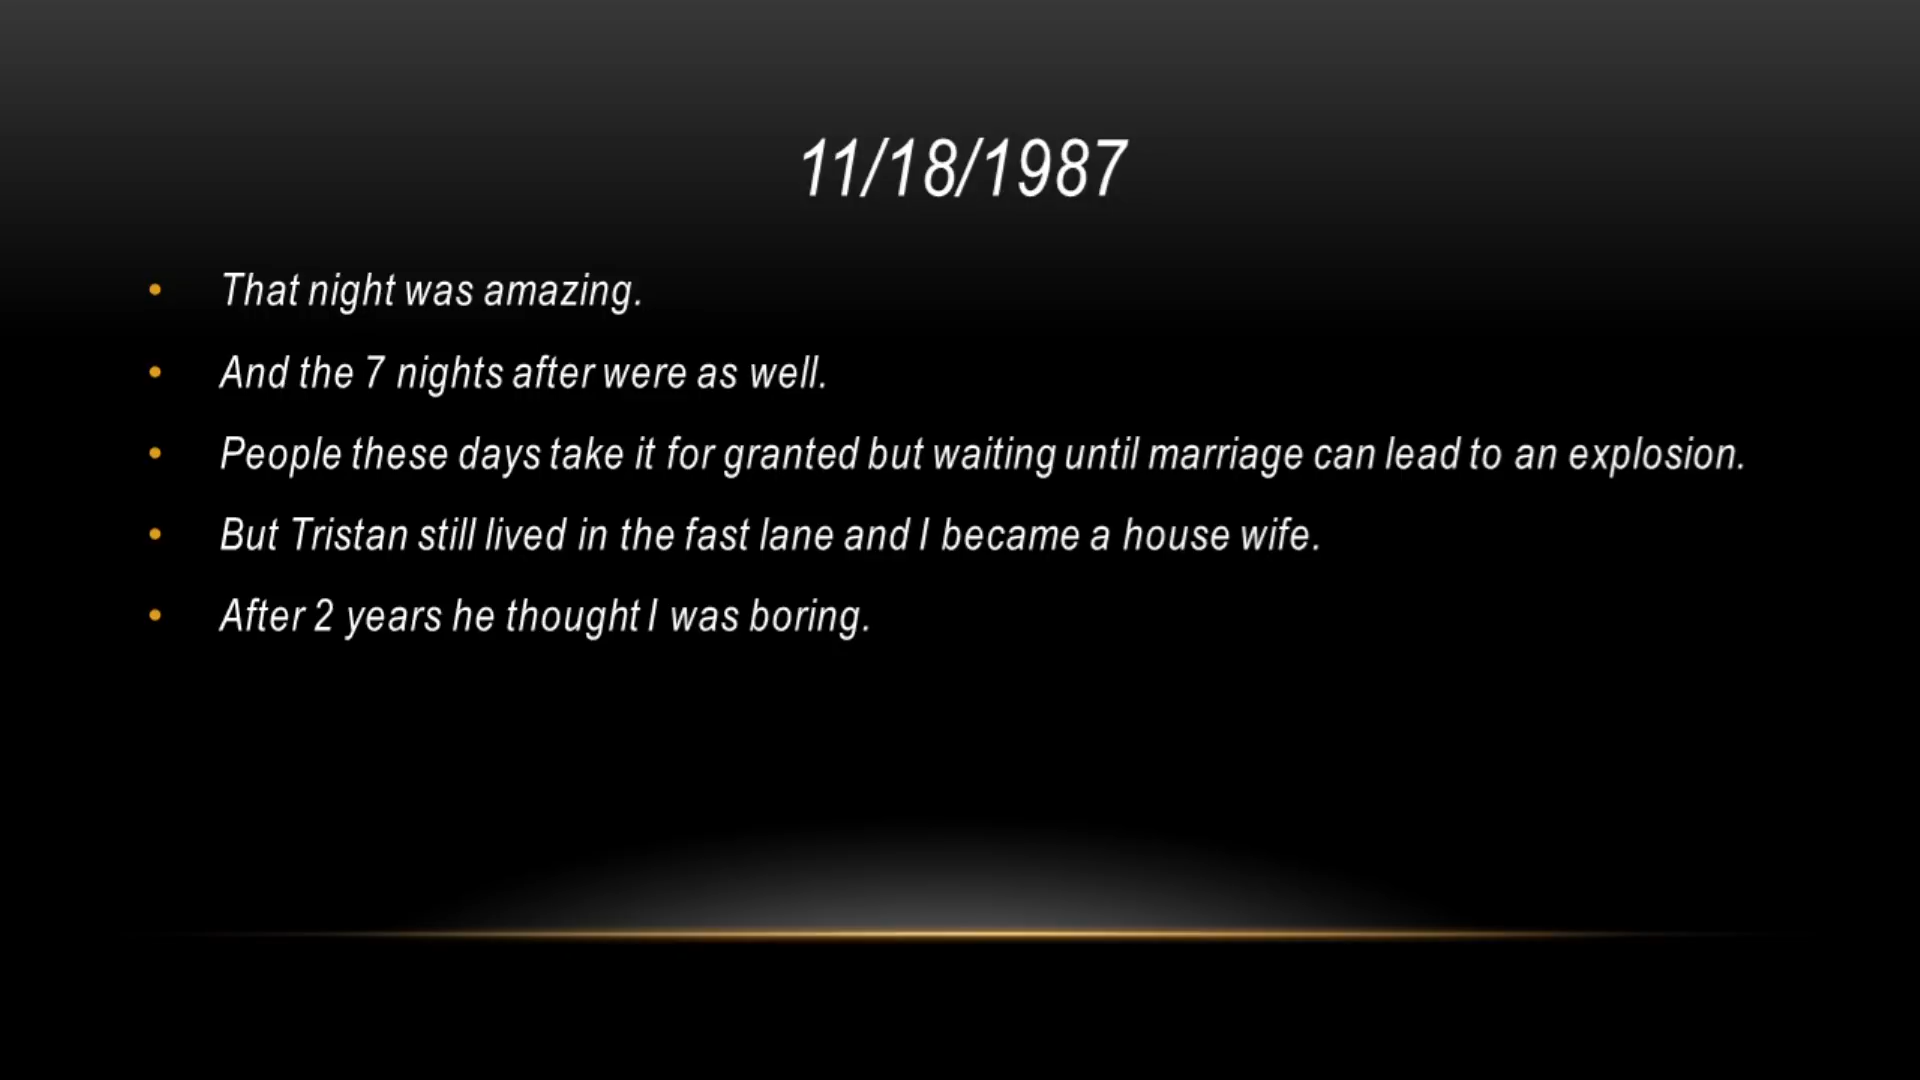 11/18/1987
• That night was amazing.
• And the 7 nights after were as well.
• People these days take it for granted but waiting until marriage can lead to an explosion.
• But Tristan still lived in the fast lane and I became a house wife.
• After 2 years he thought I was boring.